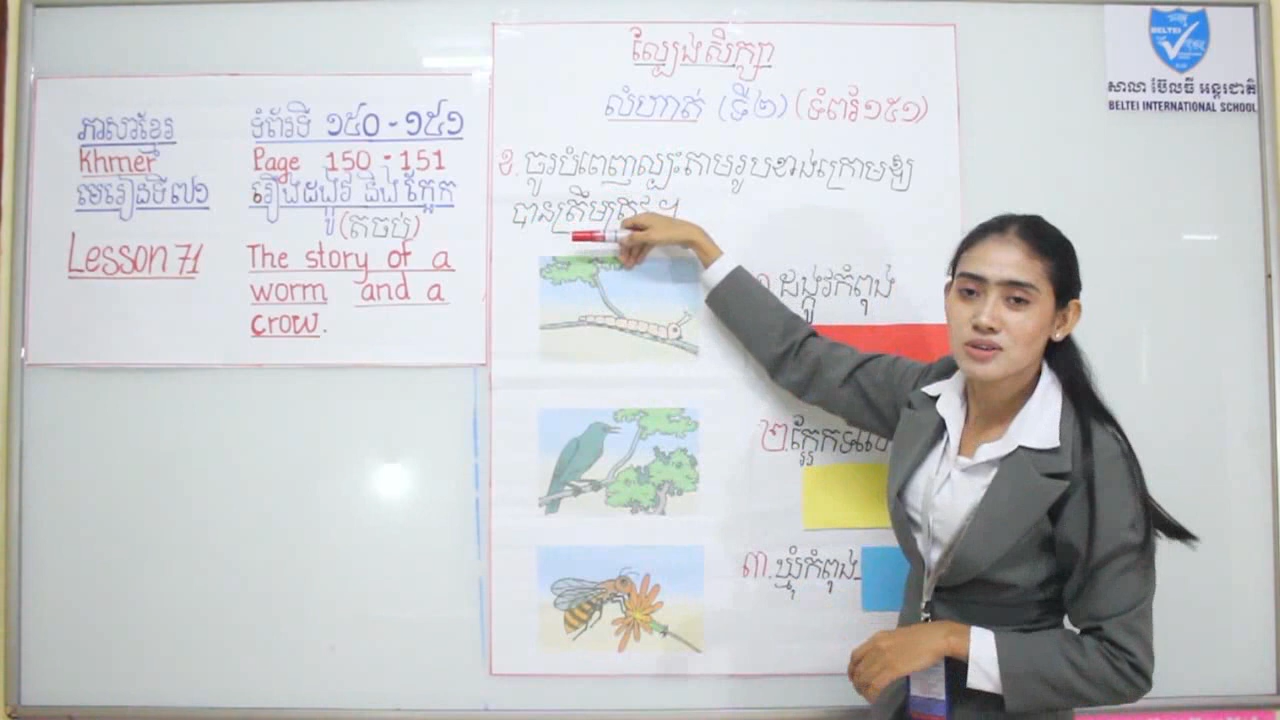 ភាសាខ្មែរ
Khmer
មេរៀនទី៧១
Lesson 71
ទំព័រទី ១៥០ - ១៥១
Page 150 - 151
រឿងដង្កូវ និង ក្អែក
(តចប់)
The story of a
worm and a
crow.
ល្បែងសិក្សា
លំហាត់ (ទី២) (ទំព័រ១៥១)
ខ. ចូរបំពេញល្បះតាមរូបខាងក្រោមឱ្យ
បានត្រឹមត្រូវ ។
ដង្កូវកំពុង
២.ក្អែកទំលើ
៣.ឃ្មុំកំពុង
BELTEI
សាលា ប៊ែលធី អន្តរជាតិ
BELTEI INTERNATIONAL SCHOOL